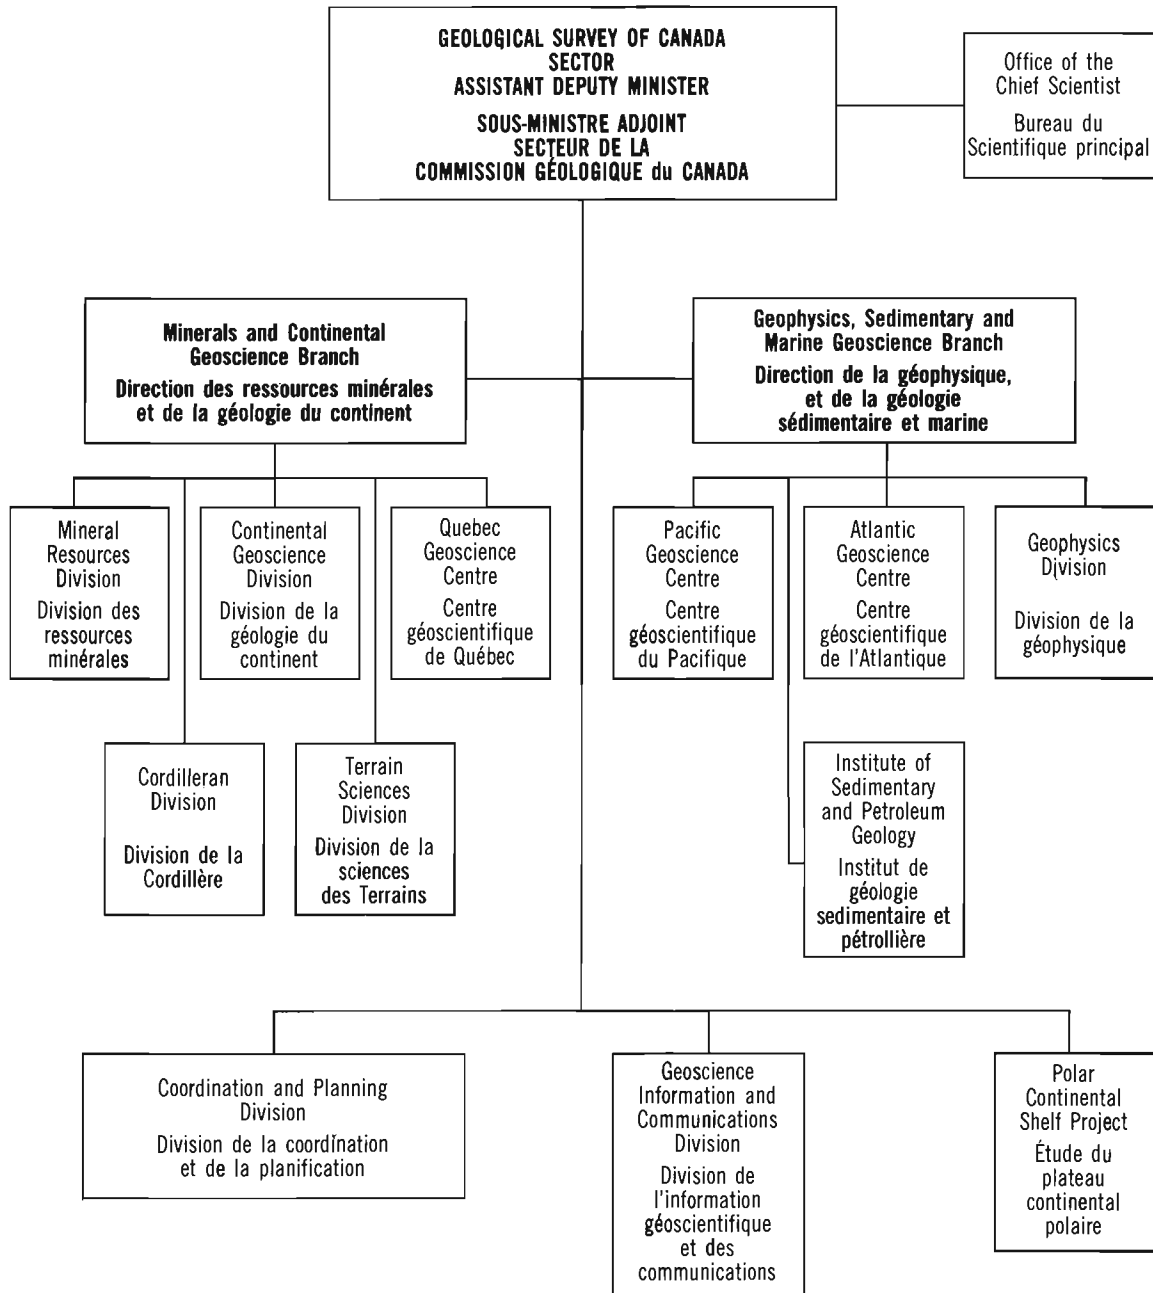 GEOLOGICAL SURVEY OF CANADA
SECTOR
ASSISTANT DEPUTY MINISTER
SOUS-MINISTRE ADJOINT
SECTEUR DE LA
COMMISSION GÉOLOGIQUE du CANADA
Office of the
Chief Scientist
Bureau du
Scientifique principal
Minerals and Continental
Geoscience Branch
Direction des ressources minérales
et de la géologie du continent
Geophysics, Sedimentary and
Marine Geoscience Branch
Direction de la géophysique,
et de la géologie
sédimentaire et marine
Mineral
Resources
Division
Division des
ressources
minérales
Continental
Geoscience
Division
Division de la
géologie du
continent
Quebec
Geoscience
Centre
Centre
géoscientifique
de Québec
Pacific
Geoscience
Centre
Centre
géoscientifique
du Pacifique
Atlantic
Geoscience
Centre
Centre
géoscientifique
de l'Atlantique
Geophysics
Division
Division de la
géophysique
Cordilleran
Division
Division de la
Cordillère
Terrain
Sciences
Division
Division de la
sciences
des Terrains
Institute of
Sedimentary
and Petroleum
Geology
Institut de
géologie
sedimentaire et
pétrollière
Coordination and Planning
Division
Division de la coordination
et de la planification
Geoscience
Information and
Communications
Division
Division de
l'information
géoscientifique
et des
communications
Polar
Continental
Shelf Project
Étude du
plateau
continental
polaire